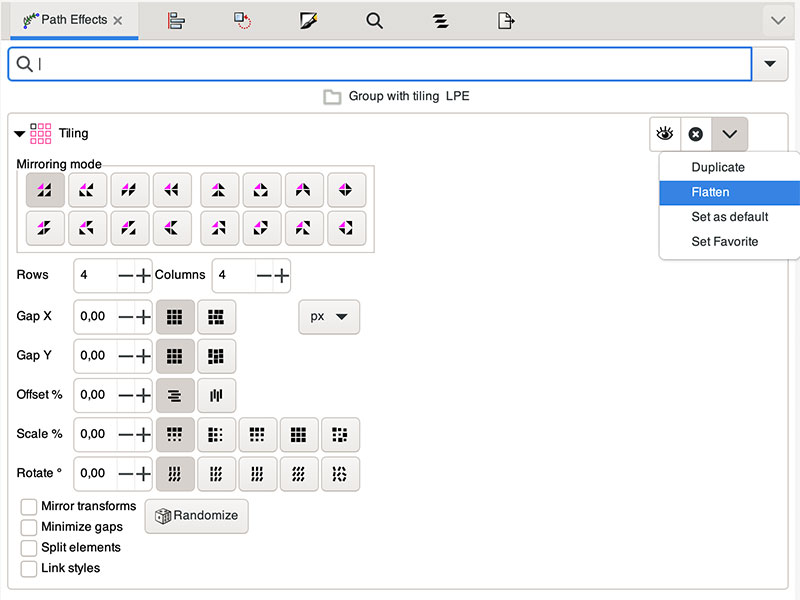 Path Effects
Group with tiling LPE
Tiling
Duplicate
Flatten
Set as default
Set Favorite
Mirroring mode
Rows 4 Columns 4
Gap X 0,00 px
Gap Y 0,00
Offset % 0,00
Scale % 0,00
Rotate ° 0,00
Mirror transforms
Randomize
Minimize gaps
Split elements
Link styles